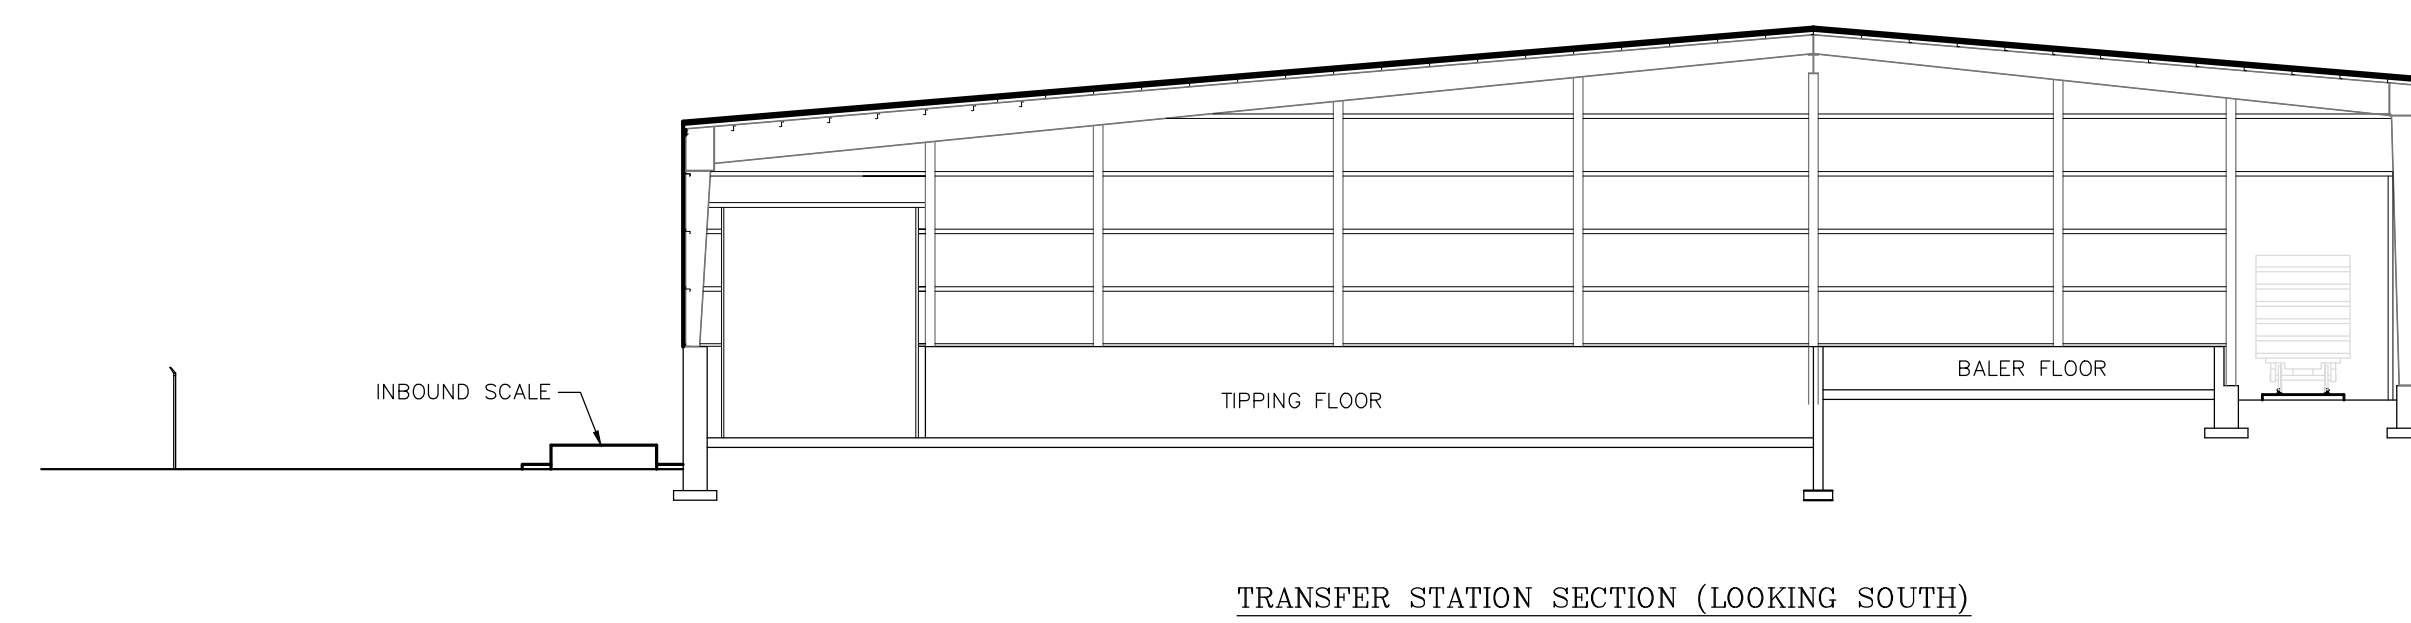 BALER FLOOR
INBOUND SCALE
TIPPING FLOOR
TRANSFER STATION SECTION (LOOKING SOUTH)